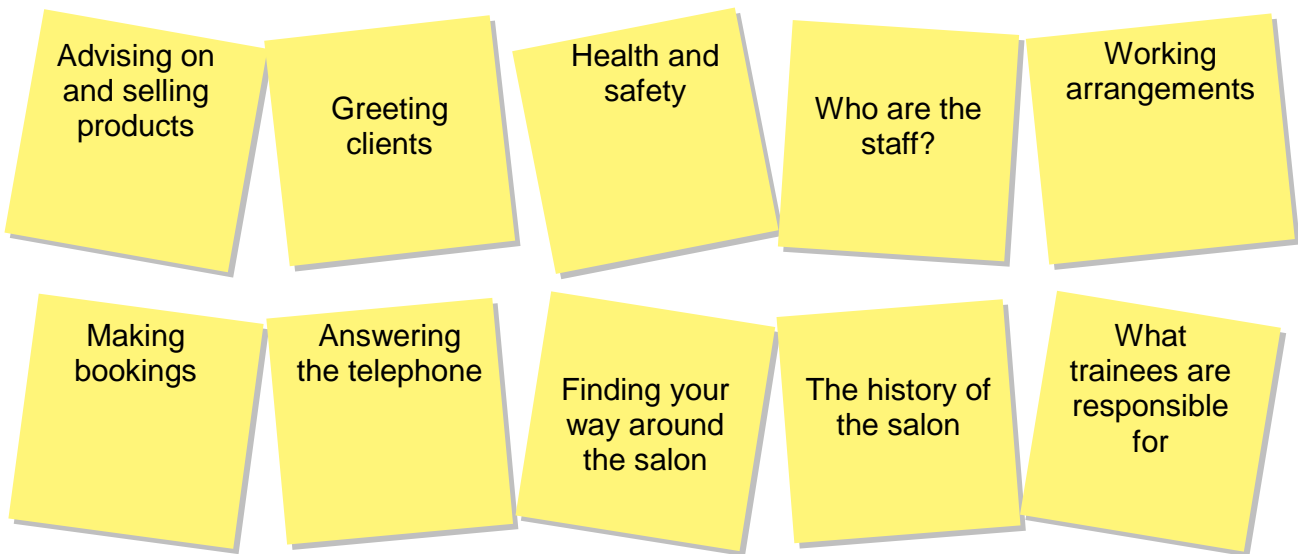 Advising on
and selling
products
Greeting
clients
Health and
safety
Who are the
staff?
Working
arrangements
Making
bookings
Answering
the telephone
Finding your
way around
the salon
The history of
the salon
What
trainees are
responsible
for